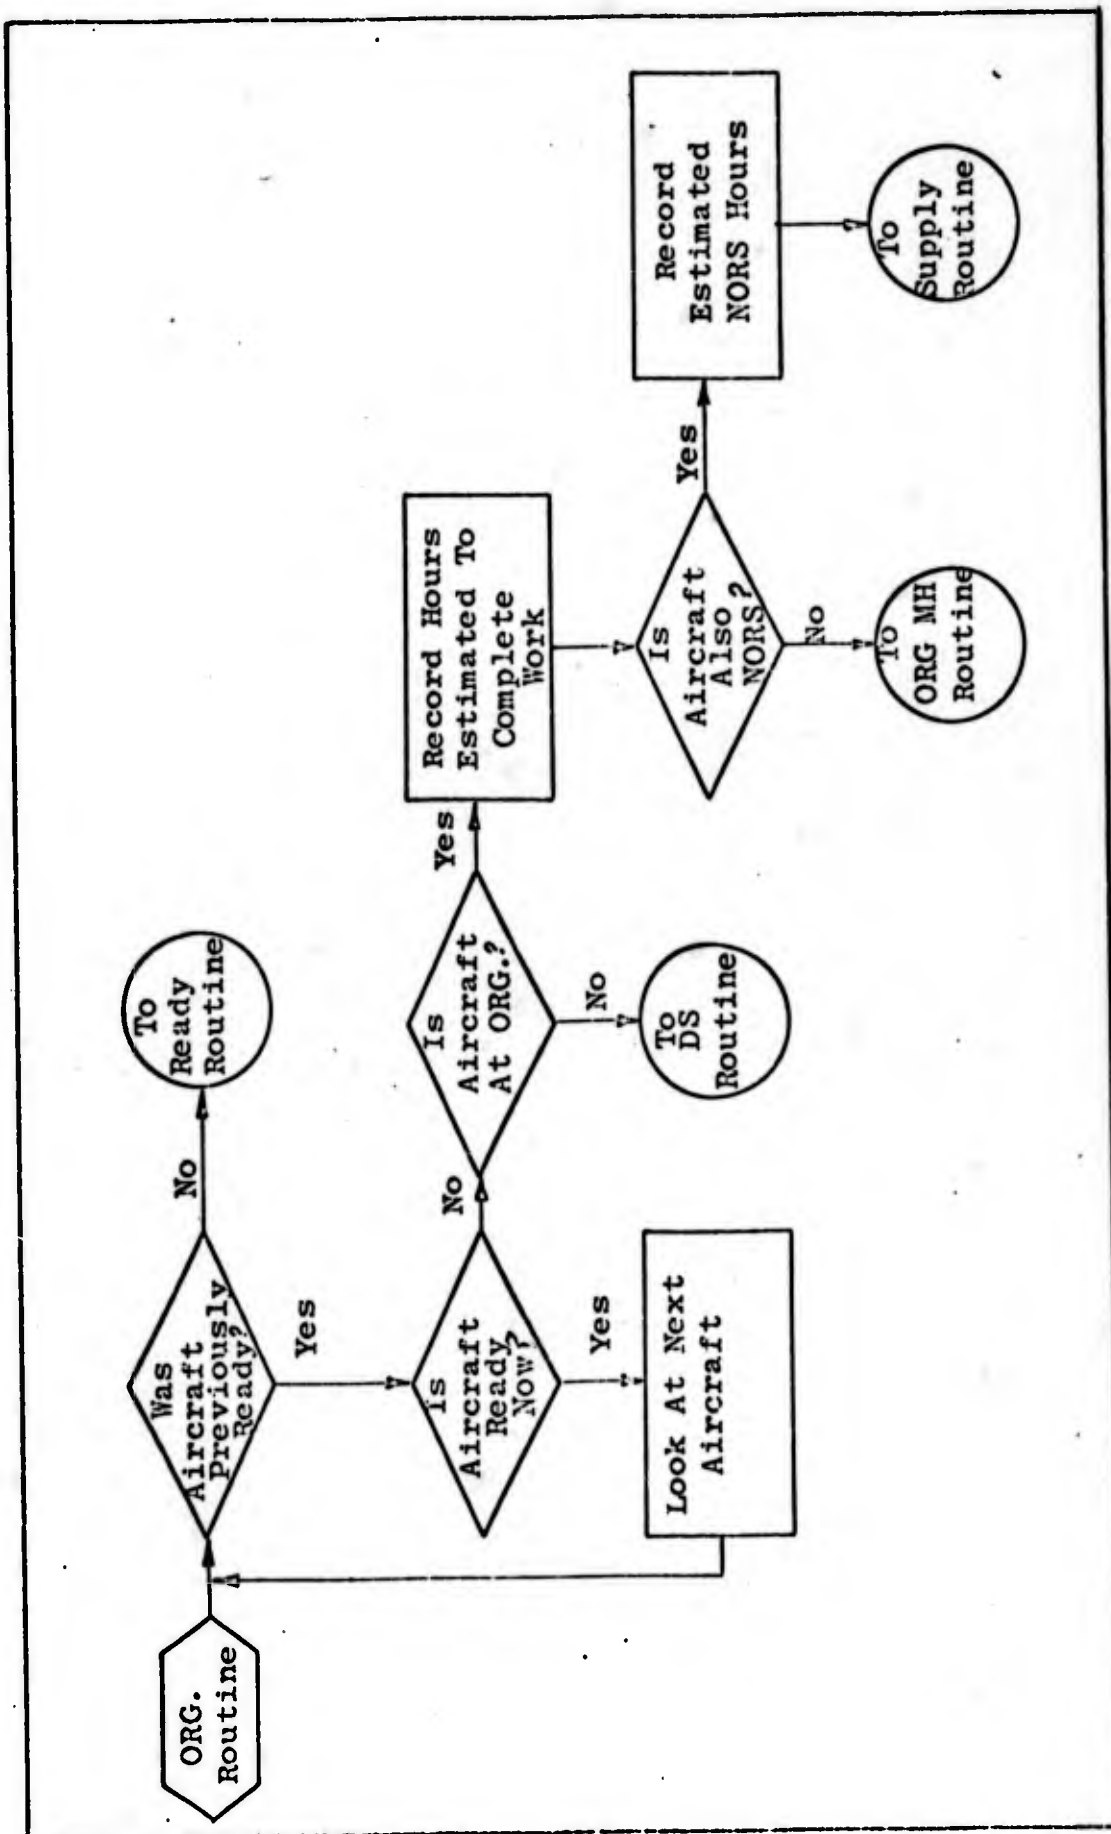 ORG.
Routine
Was
Aircraft
Previously
Ready?
No
To
Ready
Routine
Yes
Is
Aircraft
Ready
Now?
No
Is
Aircraft
At ORG.?
Yes
Record Hours
Estimated To
Complete
Work
Yes
Look At Next
Aircraft
No
To
DS
Routine
Is
Aircraft
Also
NORS?
Yes
Record
Estimated
NORS Hours
No
To
ORG MH
Routine
To
Supply
Routine